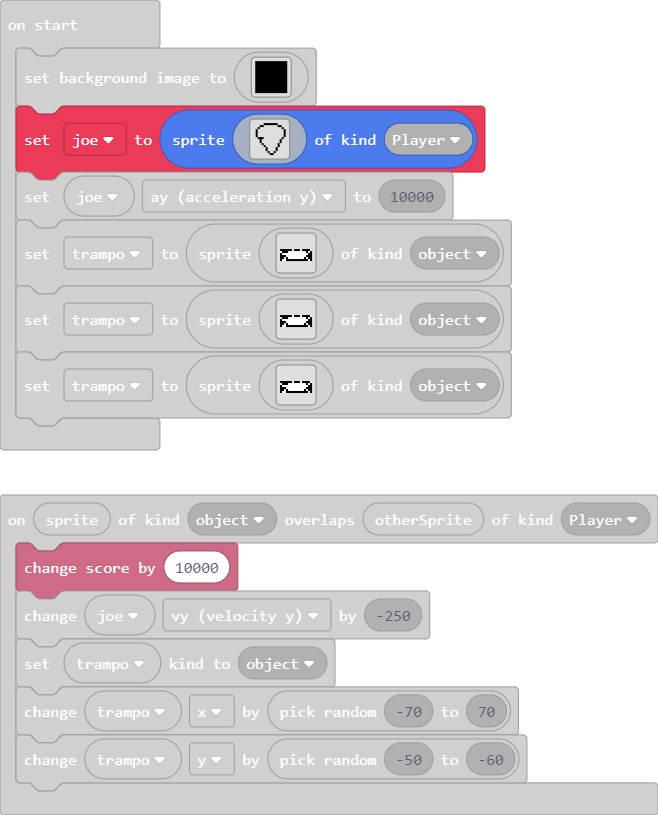 on start
set background image to
set joe to sprite of kind Player
set joe ay (acceleration y) to 10000
set trampo to sprite of kind object
set trampo to sprite of kind object
set trampo to sprite of kind object
on sprite of kind object overlaps otherSprite of kind Player
change score by 10000
change joe vy (velocity y) by -250
set trampo kind to object
change trampo x by pick random -70 to 70
change trampo y by pick random -50 to -60